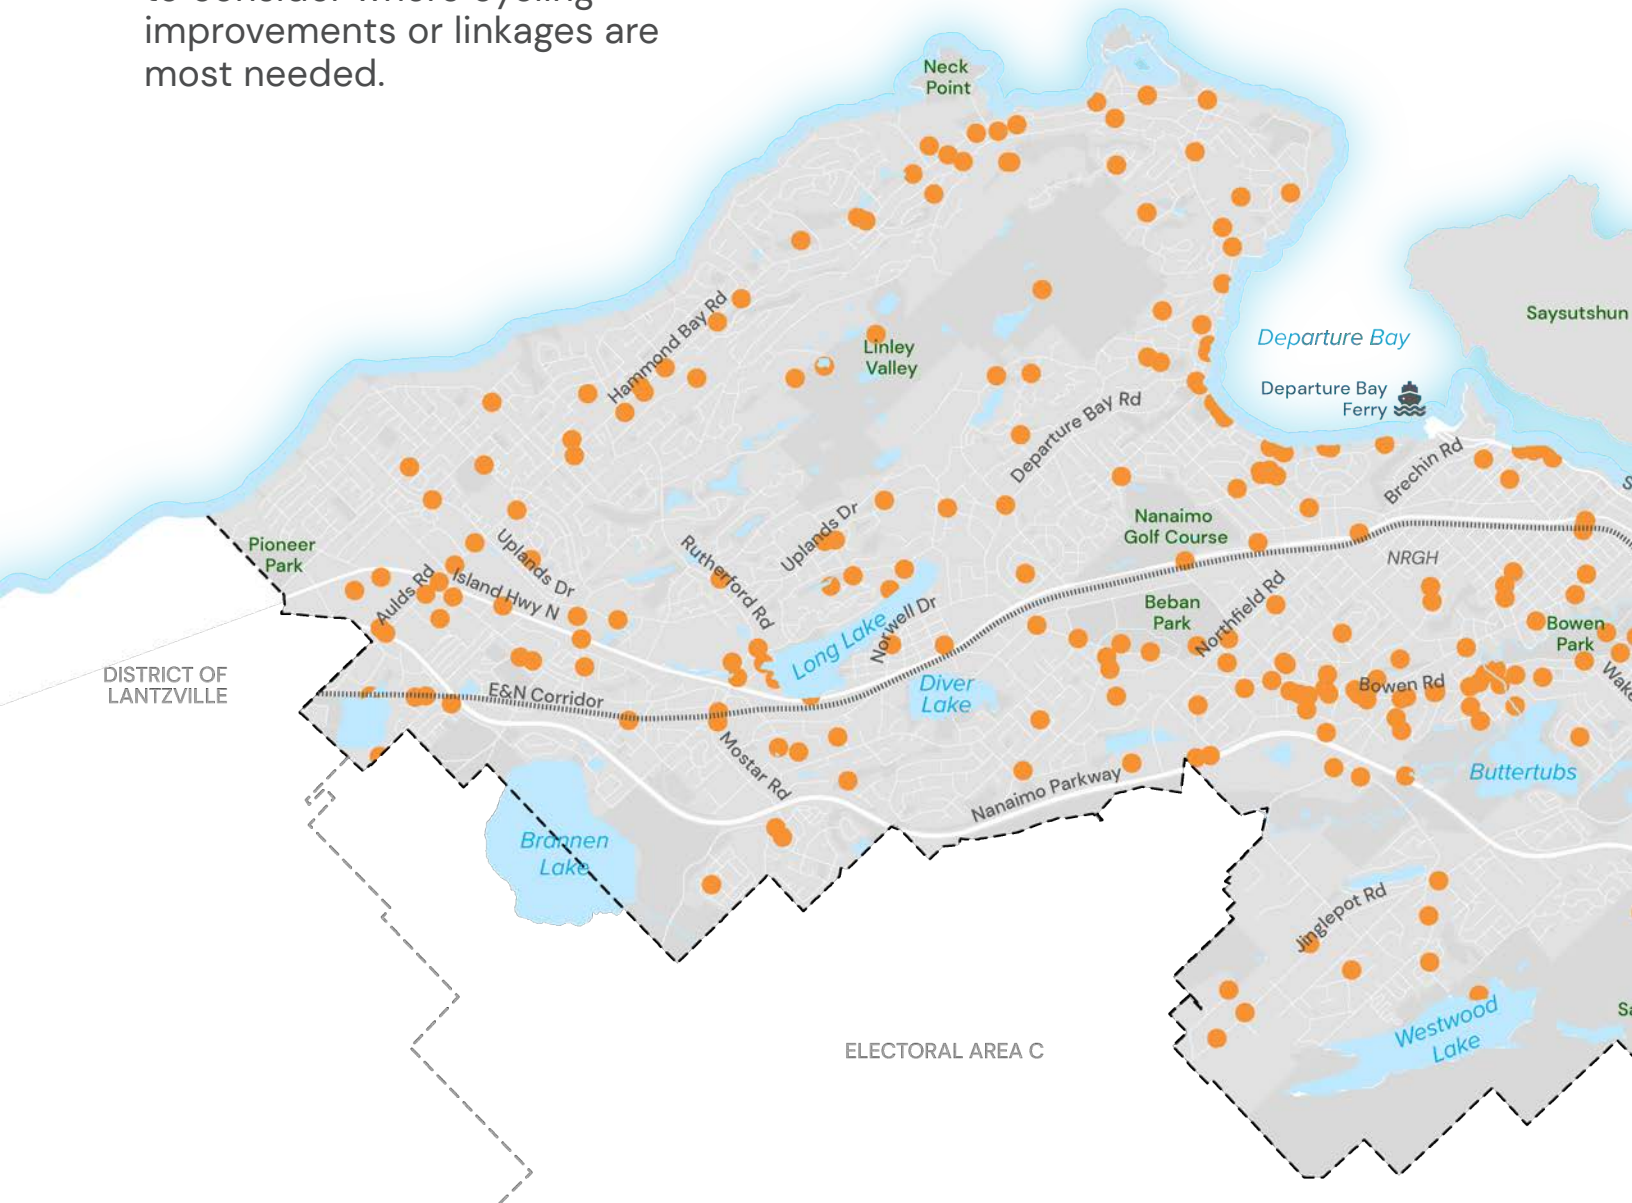 improvements or linkages are
most needed.
Neck
Point
Saysutshun
Departure Bay
Departure Bay
Ferry
Hammond Bay Rd
Linley
Valley
Departure Bay Rd
Brechin Rd
Nanaimo
Golf Course
NRGH
Pioneer
Park
Uplands Dr
Uplands Dr
Rutherford Rd
Aulds Rd
Island Hwy N
Long Lake
Norwell Dr
Beban
Park
Northfield Rd
Bowen
Park
DISTRICT OF
LANTZVILLE
E&N Corridor
Diver
Lake
Bowen Rd
Mostar Rd
Nanaimo Parkway
Buttertubs
Brannen
Lake
Jinglepot Rd
Westwood
Lake
ELECTORAL AREA C